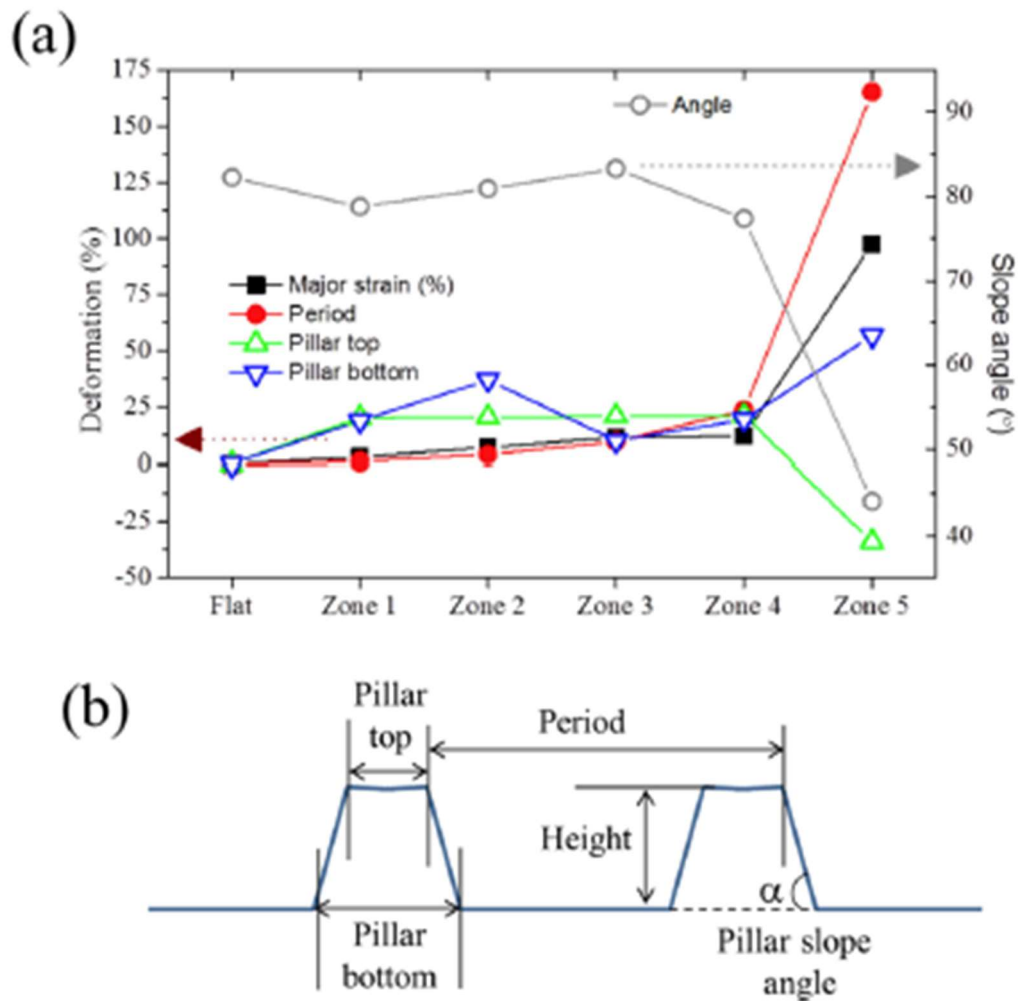 (a)
175
150
125
100
75
50
25
0
-25
-50
Deformation (%)
90
80
70
60
50
40
Slope angle (º)
Angle
Major strain (%)
Period
Pillar top
Pillar bottom
Flat Zone 1 Zone 2 Zone 3 Zone 4 Zone 5
(b)
Pillar
top
Period
Height
α
Pillar
bottom
Pillar slope
angle